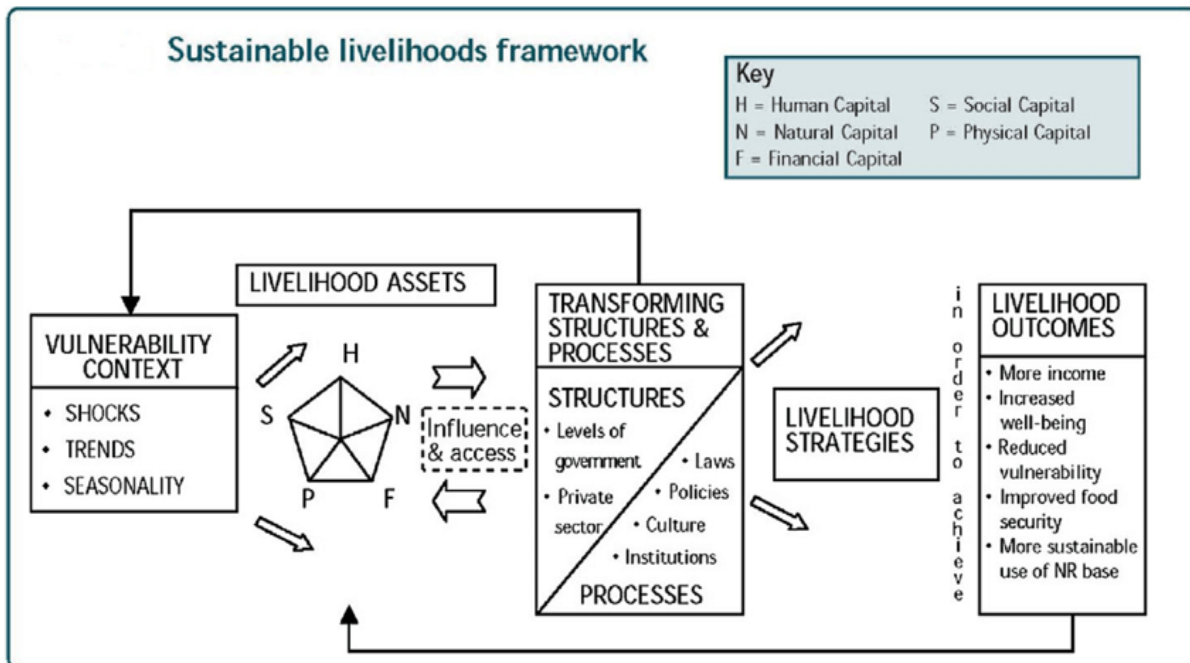 Sustainable livelihoods framework
Key
H = Human Capital S = Social Capital
N = Natural Capital P = Physical Capital
F = Financial Capital
LIVELIHOOD ASSETS
VULNERABILITY
CONTEXT
• SHOCKS
• TRENDS
• SEASONALITY
H
S
N
P
F
Influence
& access
TRANSFORMING
STRUCTURES &
PROCESSES
STRUCTURES
• Levels of
government
• Private
sector
• Laws
• Policies
• Culture
• Institutions
PROCESSES
LIVELIHOOD
STRATEGIES
in order to achieve
LIVELIHOOD
OUTCOMES
• More income
• Increased
well-being
• Reduced
vulnerability
• Improved food
security
• More sustainable
use of NR base